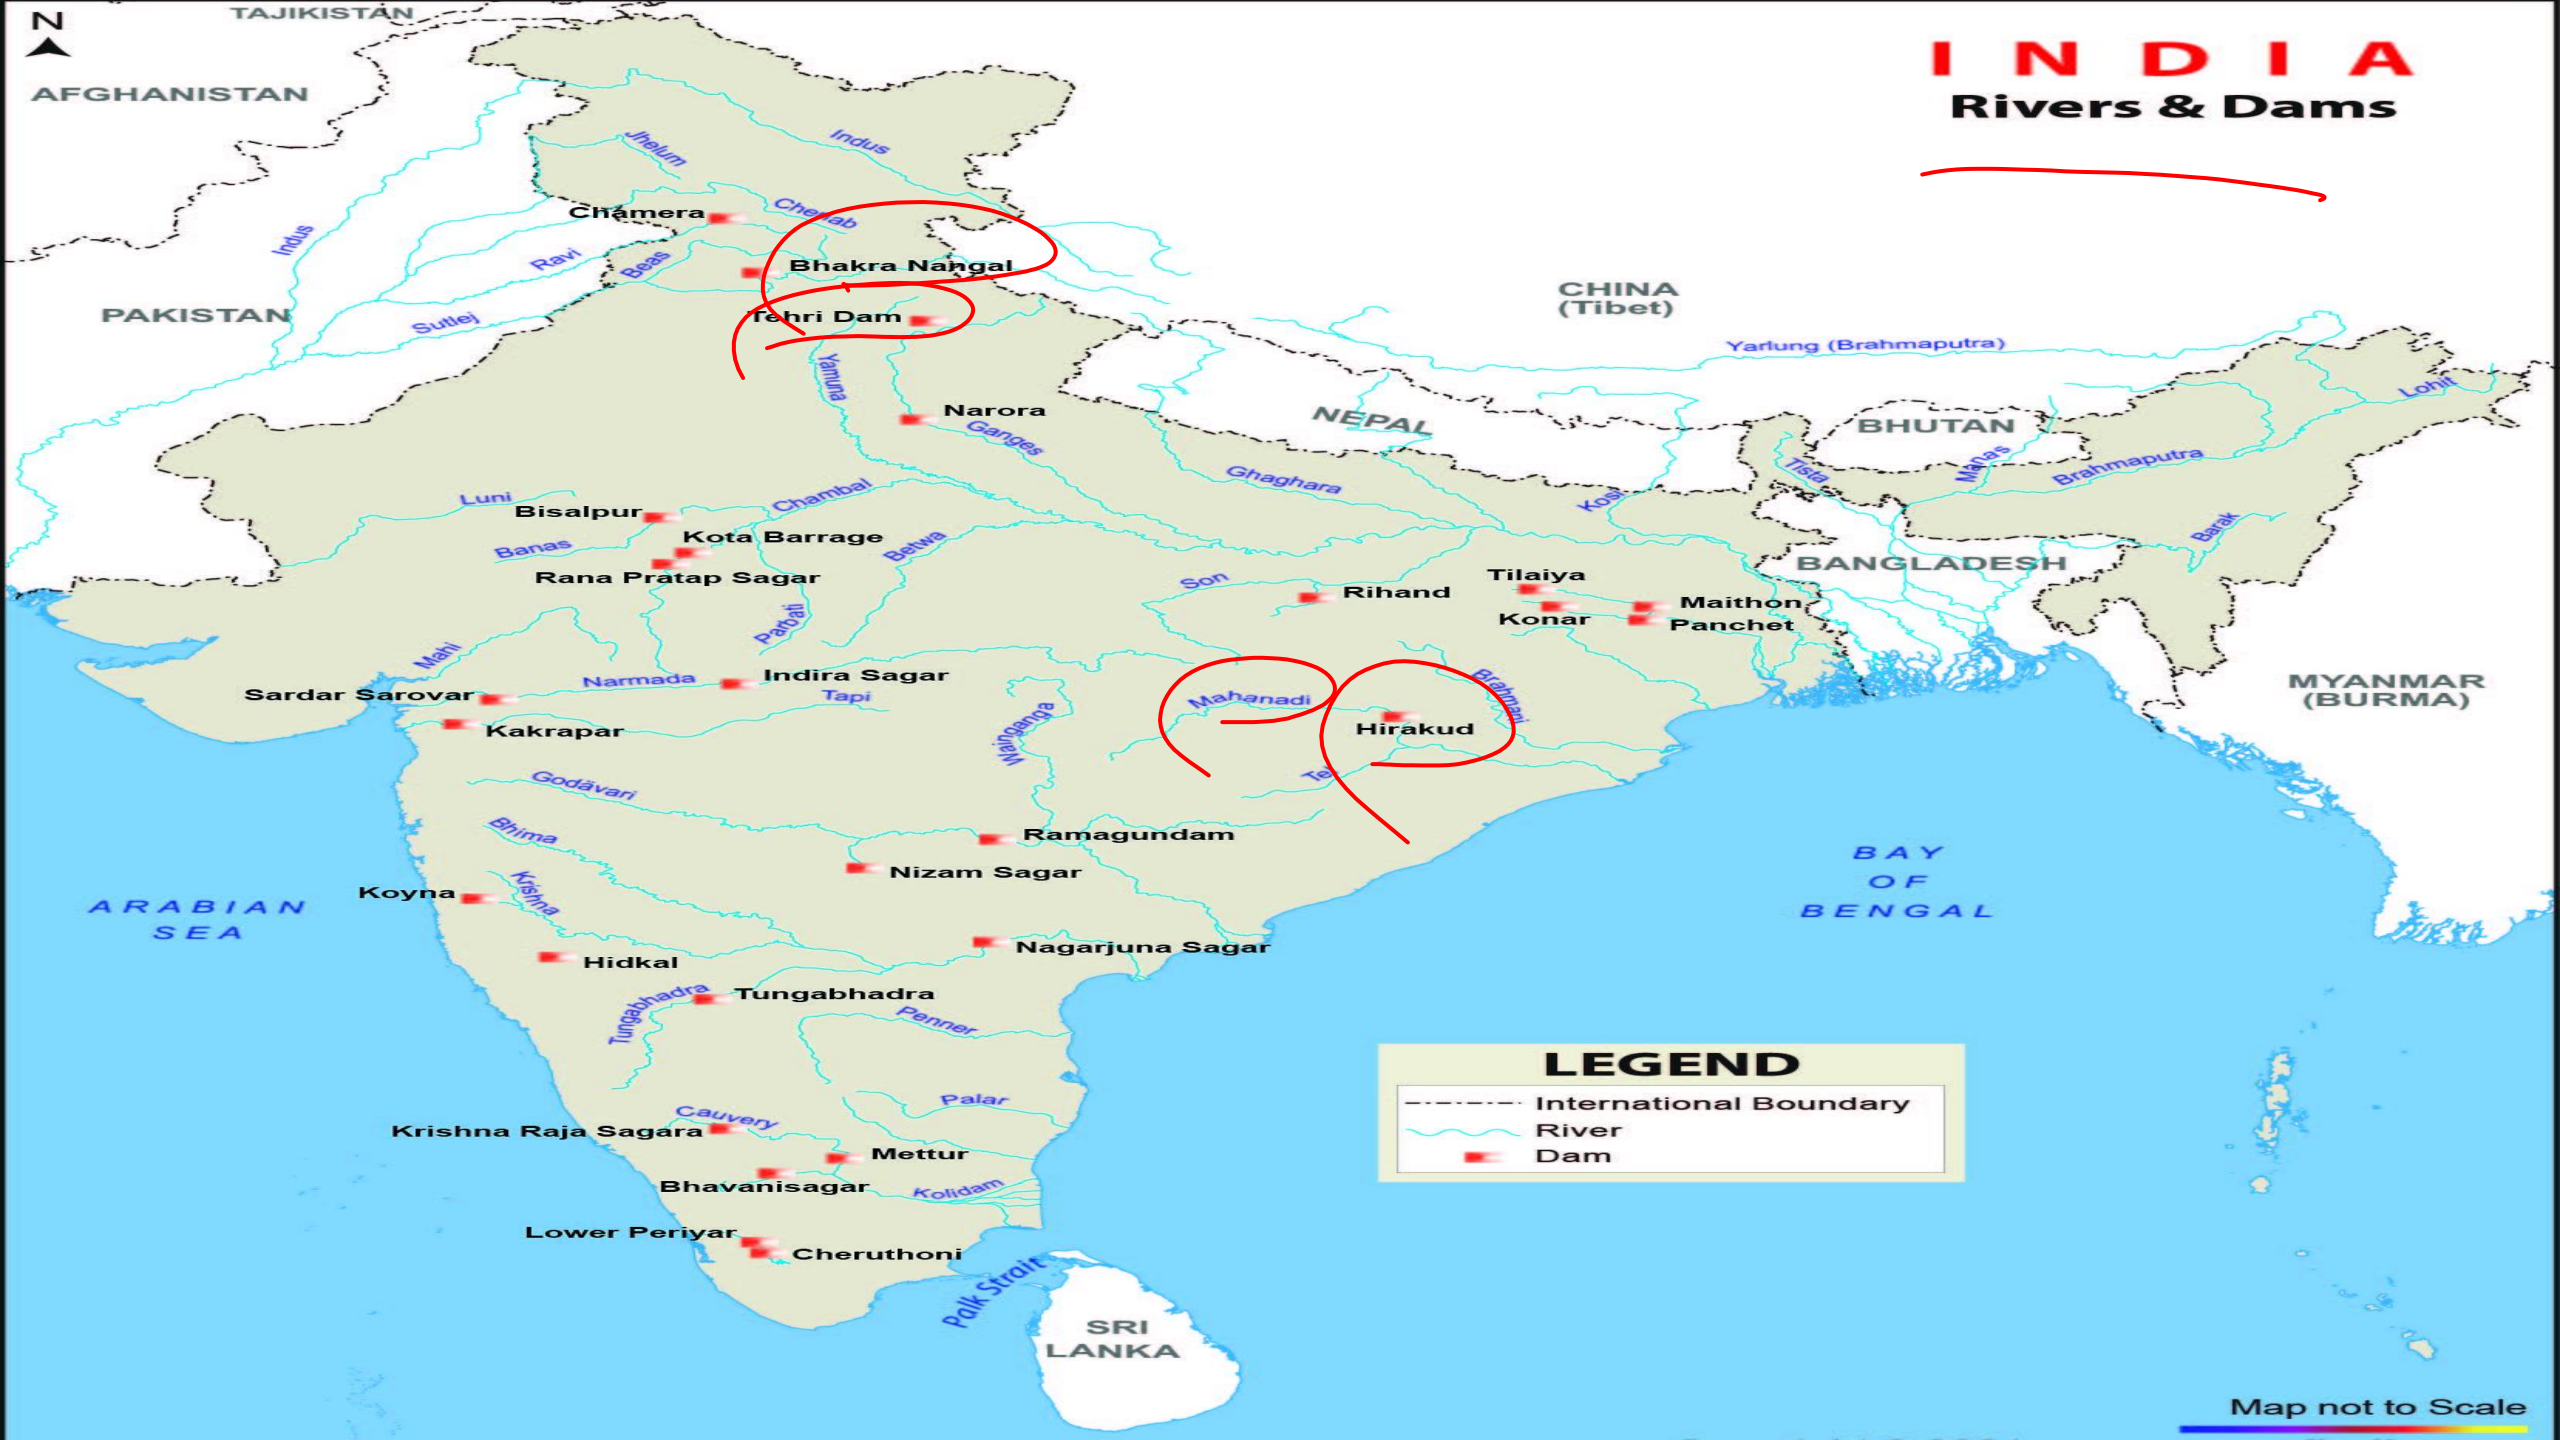 N
TAJIKISTAN
AFGHANISTAN
INDIA
Rivers & Dams
Jhelum
Indus
Chamera
Chenab
Indus
Ravi
Beas
Bhakra Nangal
PAKISTAN
Sutlej
Tehri Dam
CHINA
(Tibet)
Yarlung (Brahmaputra)
Yamuna
Narora
Ganges
NEPAL
BHUTAN
Lohit
Ghaghara
Kosi
Tista
Manas
Brahmaputra
Luni
Bisalpur
Chambal
Banas
Kota Barrage
Betwa
Rana Pratap Sagar
Barak
BANGLADESH
Son
Rihand
Tilaiya
Maithon
Konar
Panchet
Parbati
Mahi
Narmada
Indira Sagar
Sardar Sarovar
Tapi
Mahanadi
Brahmani
MYANMAR
(BURMA)
Kakrapar
Wainganga
Hirakud
Tel
Godävari
Bhima
Ramagundam
Nizam Sagar
Koyna
Krishna
ARABIAN
SEA
BAY
OF
BENGAL
Nagarjuna Sagar
Hidkal
Tungabhadra
Tungabhadra
Penner
LEGEND
International Boundary
River
Dam
Palar
Cauvery
Krishna Raja Sagara
Mettur
Bhavanisagar
Kolidam
Lower Periyar
Cheruthoni
Palk Strait
SRI
LANKA
Map not to Scale